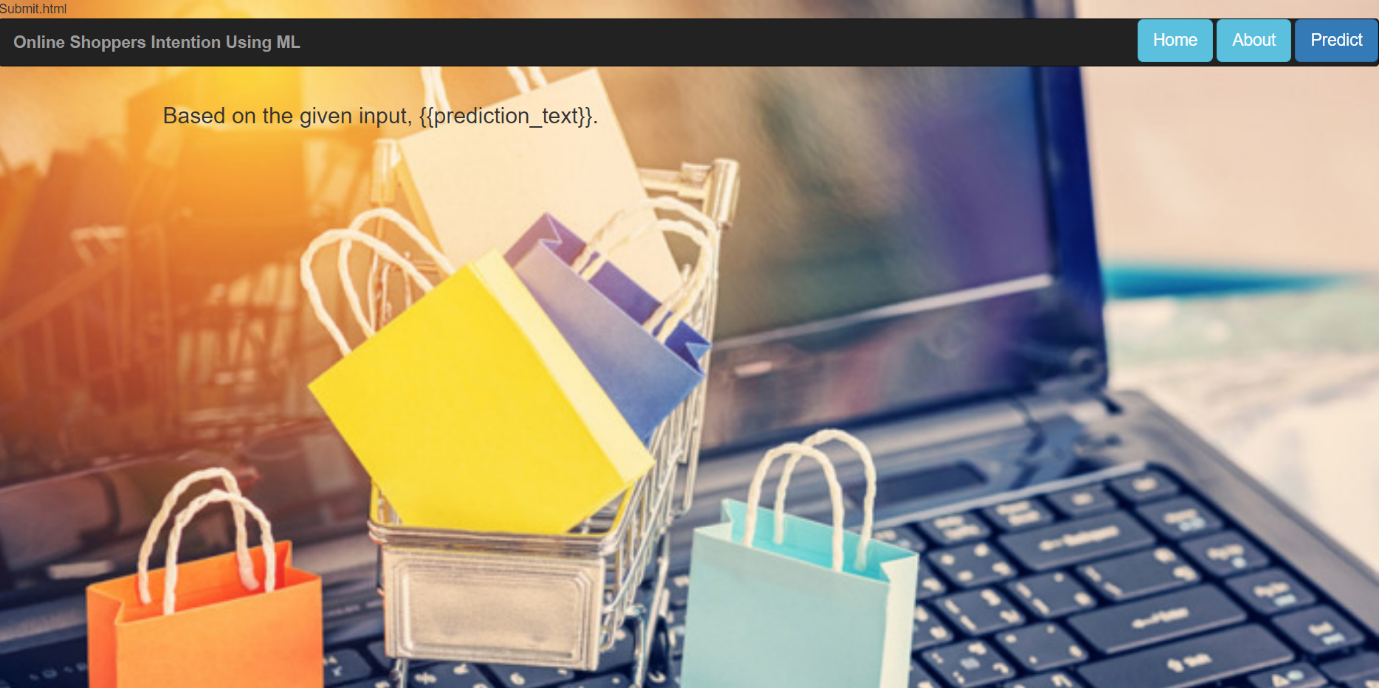 Submit.html
Online Shoppers Intention Using ML
Home About Predict
Based on the given input, {{prediction_text}}.